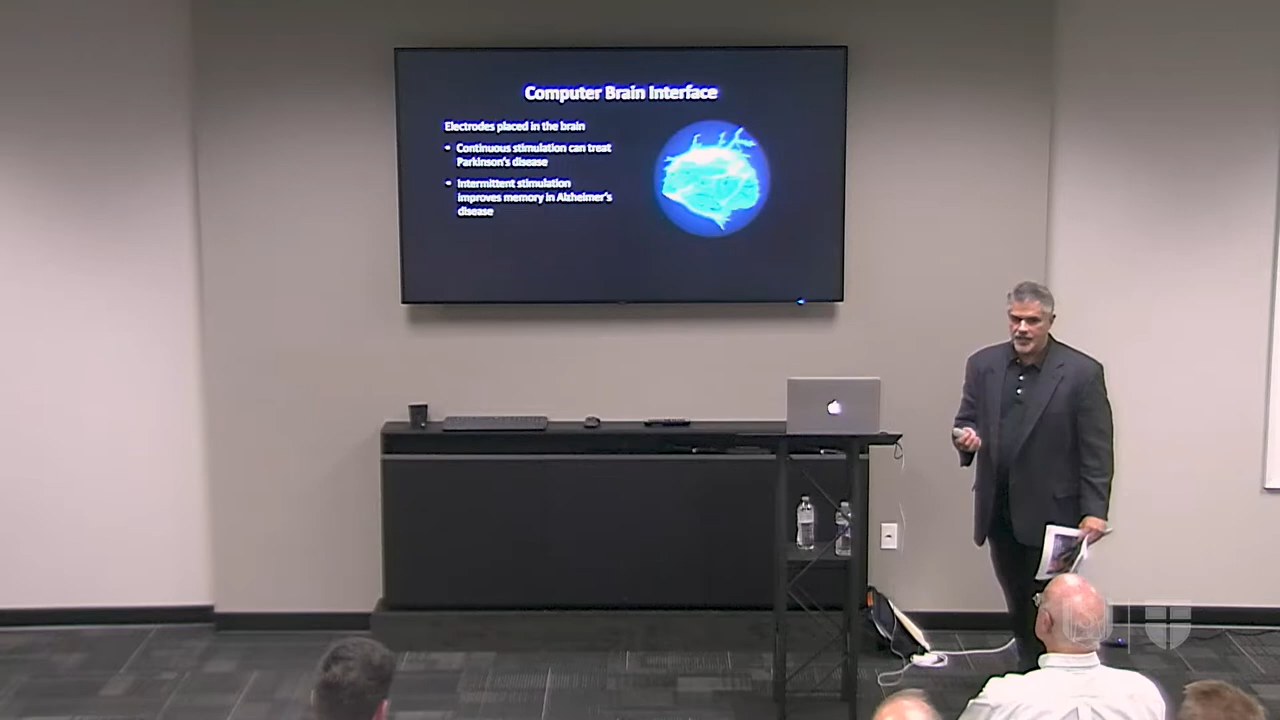 Computer Brain Interface
Electrodes placed in the brain
• Continuous stimulation can treat
Parkinson's disease
• Intermittent stimulation
improves memory in Alzheimer's
disease